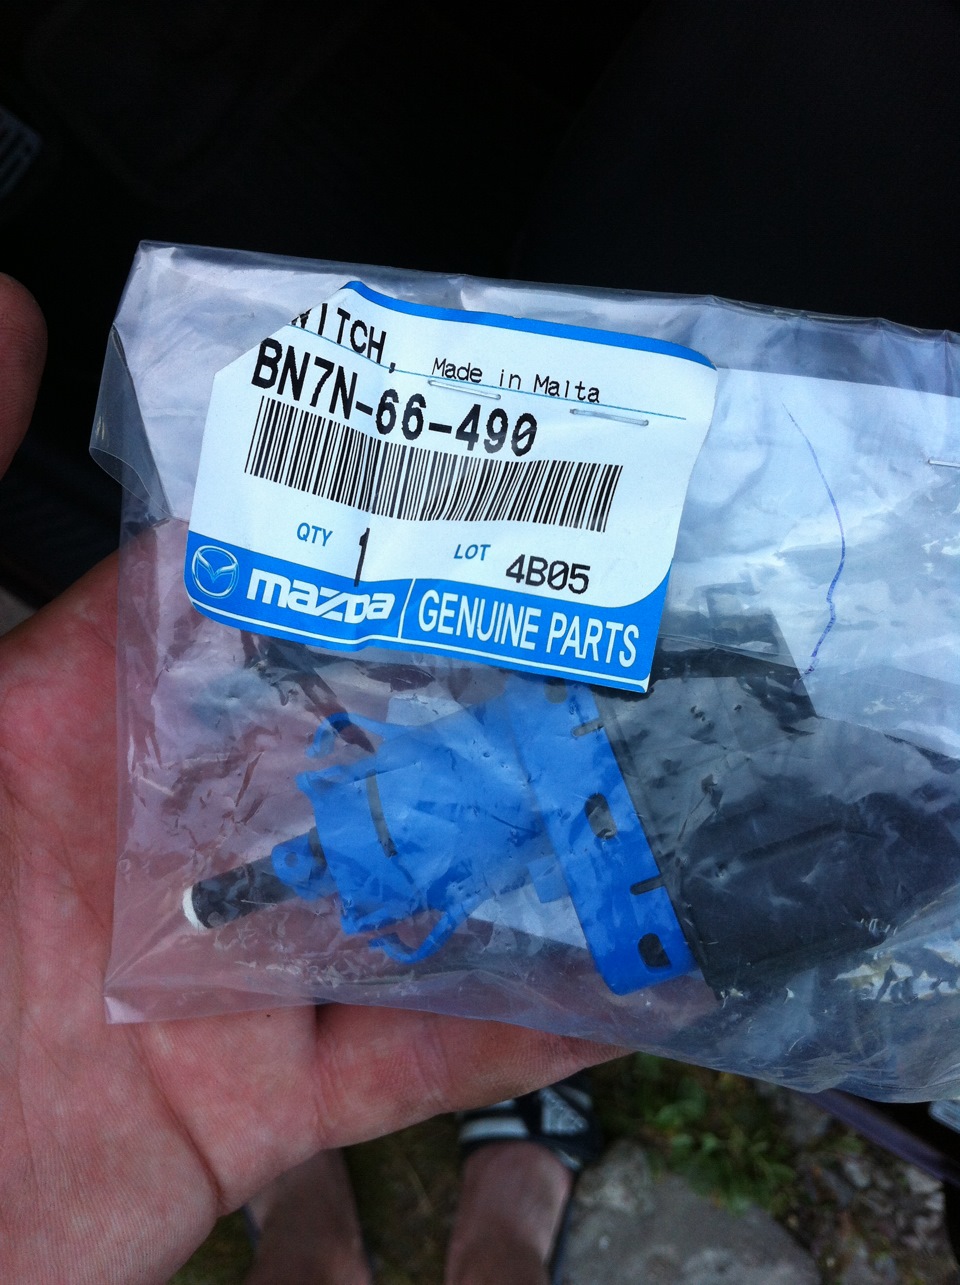 WITCH, Made in Malta
BN7N-66-490
QTY 1 LOT 4B05
mazda GENUINE PARTS